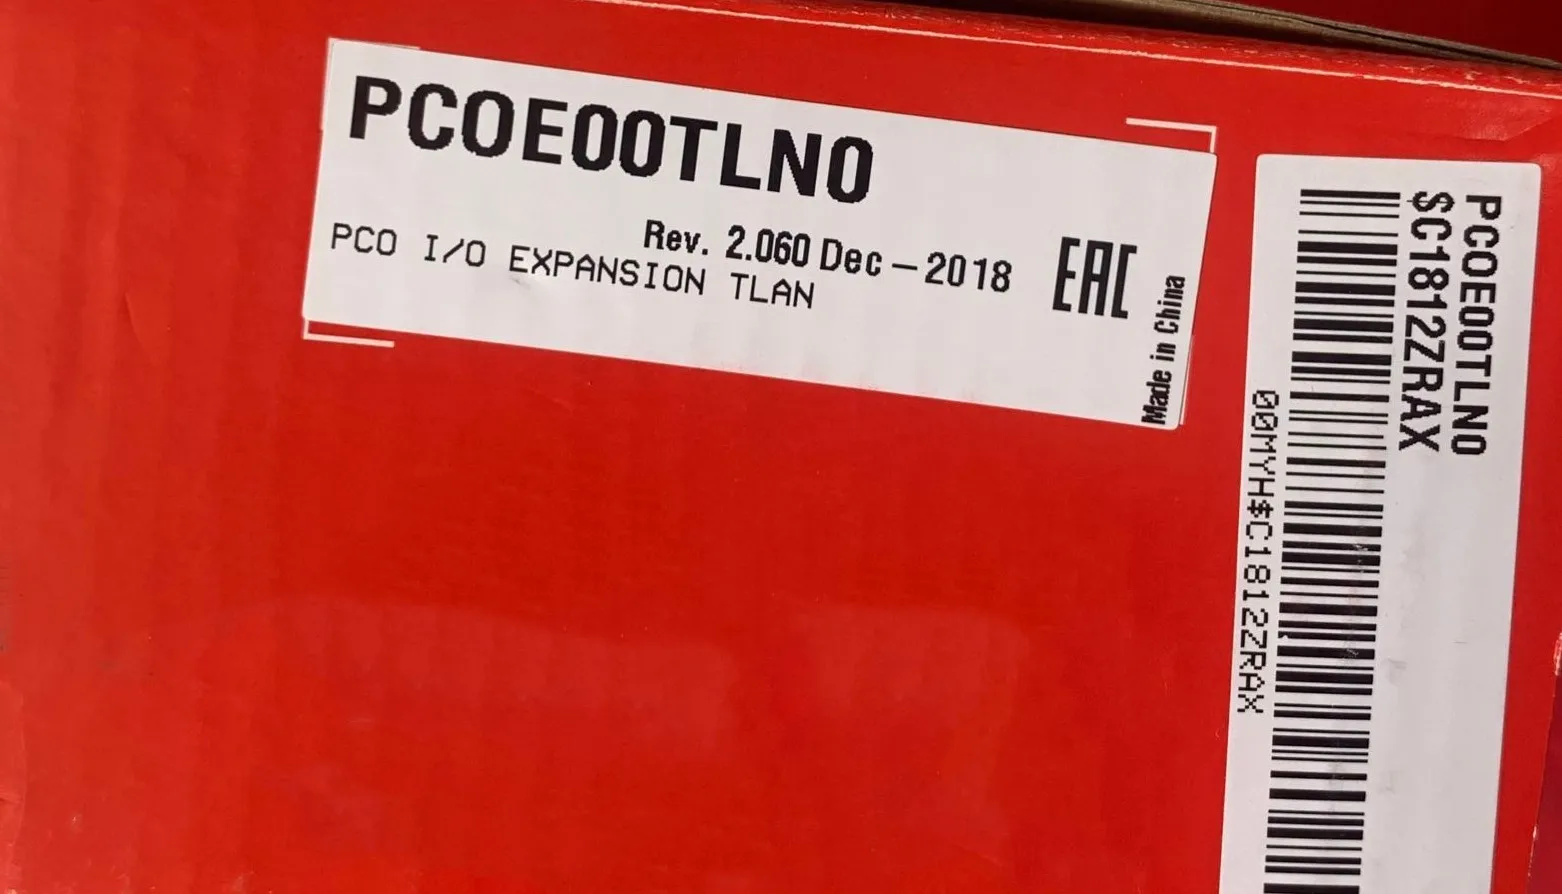 PCOE00TLN0
Rev. 2.060 Dec-2018
PCO I/O EXPANSION TLAN
EAC
Made in China
PCOE00TLN0
$C1812ZRAX
00MYH$C1812ZRAX